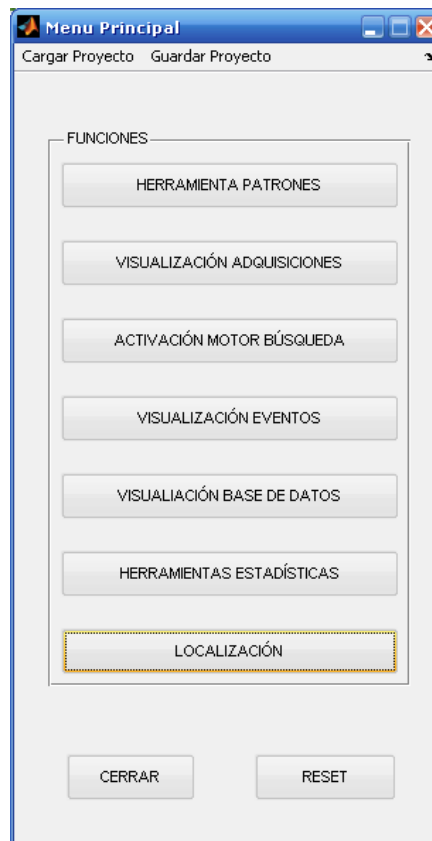 Menu Principal
Cargar Proyecto Guardar Proyecto
FUNCIONES
HERRAMIENTA PATRONES
VISUALIZACIÓN ADQUISICIONES
ACTIVACIÓN MOTOR BÚSQUEDA
VISUALIZACIÓN EVENTOS
VISUALIACIÓN BASE DE DATOS
HERRAMIENTAS ESTADÍSTICAS
LOCALIZACIÓN
CERRAR RESET